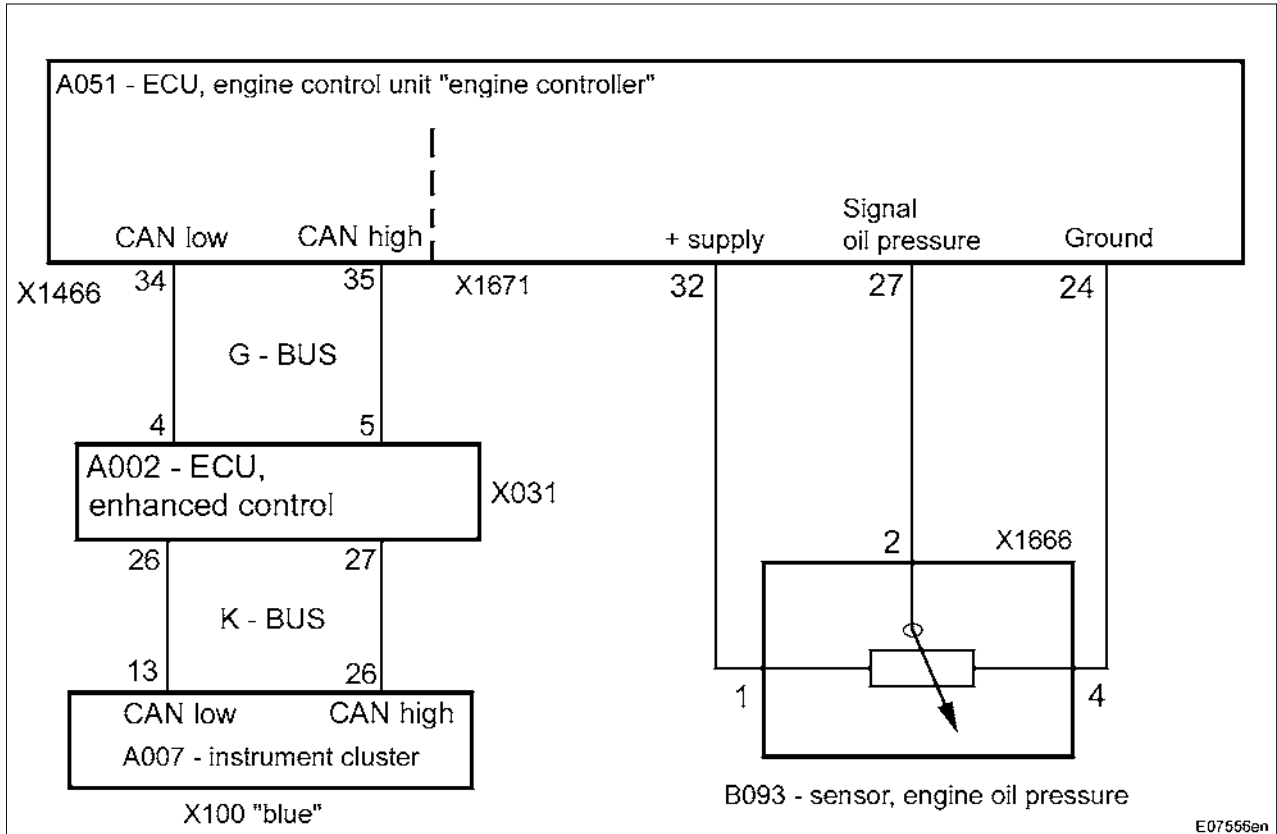 A051 - ECU, engine control unit "engine controller"
CAN low
CAN high
+ supply
Signal
oil pressure
Ground
X1466
34
35
X1671
32
27
24
G - BUS
4
5
A002 - ECU,
enhanced control
X031
26
27
K - BUS
13
26
CAN low
CAN high
A007 - instrument cluster
X100 "blue"
2
X1666
1
4
B093 - sensor, engine oil pressure
E07556en